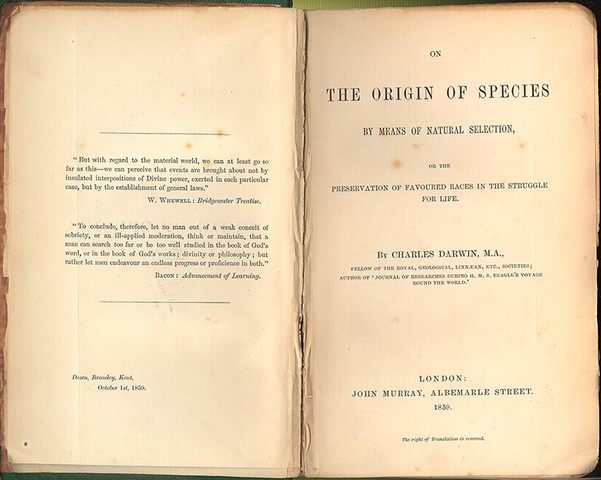 "But with regard to the material world, we can at least go so
far as this—we can perceive that events are brought about not by
insulated interpositions of Divine power, exerted in each particular
case, but by the establishment of general laws."
W. WHEWELL: Bridgewater Treatise.
"To conclude, therefore, let no man out of a weak conceit of
sobriety, or an ill-applied moderation, think or maintain, that a
man can search too far or be too well studied in the book of God's
word, or in the book of God's works; divinity or philosophy; but
rather let men endeavour an endless progress or proficience in both."
BACON: Advancement of Learning.
Down, Bromley, Kent,
October 1st, 1859.
ON
THE ORIGIN OF SPECIES
BY MEANS OF NATURAL SELECTION,
OR THE
PRESERVATION OF FAVOURED RACES IN THE STRUGGLE
FOR LIFE.
BY CHARLES DARWIN, M.A.,
FELLOW OF THE ROYAL, GEOLOGICAL, LINNÆAN, ETC., SOCIETIES;
AUTHOR OF 'JOURNAL OF RESEARCHES DURING H. M. S. BEAGLE'S VOYAGE
ROUND THE WORLD.'
LONDON:
JOHN MURRAY, ALBEMARLE STREET.
1859.
The right of Translation is reserved.